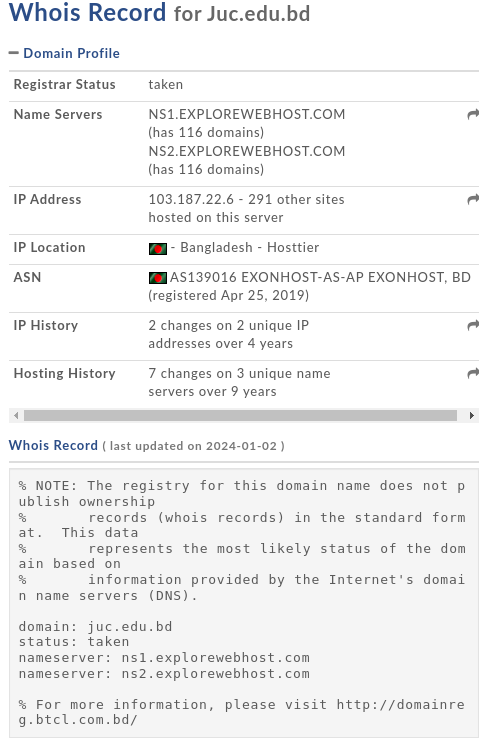 Whois Record for Juc.edu.bd
Domain Profile
Registrar Status taken
Name Servers NS1.EXPLOREWEBHOST.COM
(has 116 domains)
NS2.EXPLOREWEBHOST.COM
(has 116 domains)
IP Address 103.187.22.6 - 291 other sites
hosted on this server
IP Location - Bangladesh - Hosttier
ASN AS139016 EXONHOST-AS-AP EXONHOST, BD
(registered Apr 25, 2019)
IP History 2 changes on 2 unique IP
addresses over 4 years
Hosting History 7 changes on 3 unique name
servers over 9 years
Whois Record ( last updated on 2024-01-02 )
% NOTE: The registry for this domain name does not p
ublish ownership
% records (whois records) in the standard form
at. This data
% represents the most likely status of the dom
ain based on
% information provided by the Internet's domai
n name servers (DNS).
domain: juc.edu.bd
status: taken
nameserver: ns1.explorewebhost.com
nameserver: ns2.explorewebhost.com
% For more information, please visit http://domainre
g.btcl.com.bd/